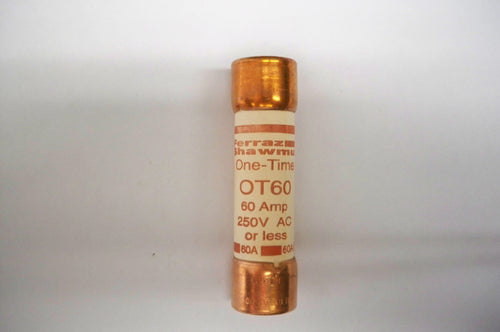 Ferraz
Shawmu
One-Time
OT60
60 Amp
250V AC
or less
60A 60A